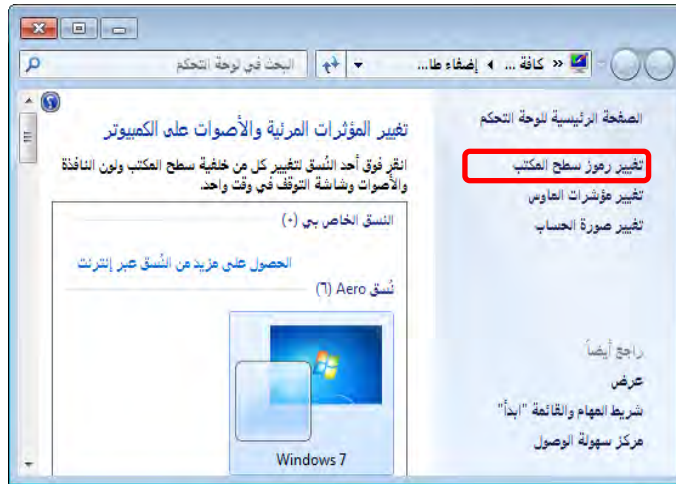 كافة ... ◂ إضفاء طا...
البحث في لوحة التحكم
الصفحة الرئيسية للوحة التحكم
تغيير رموز سطح المكتب
تغيير مؤشرات الماوس
تغيير صورة الحساب
راجع أيضاً
عرض
شريط المهام والقائمة "ابدأ"
مركز سهولة الوصول
تغيير المؤثرات المرئية والأصوات على الكمبيوتر
انقر فوق أحد النُسق لتغيير كل من خلفية سطح المكتب ولون النافذة
والأصوات وشاشة التوقف في وقت واحد.
النسق الخاص بي (٠)
الحصول على مزيد من النُسق عبر إنترنت
نُسق Aero (٦)
Windows 7